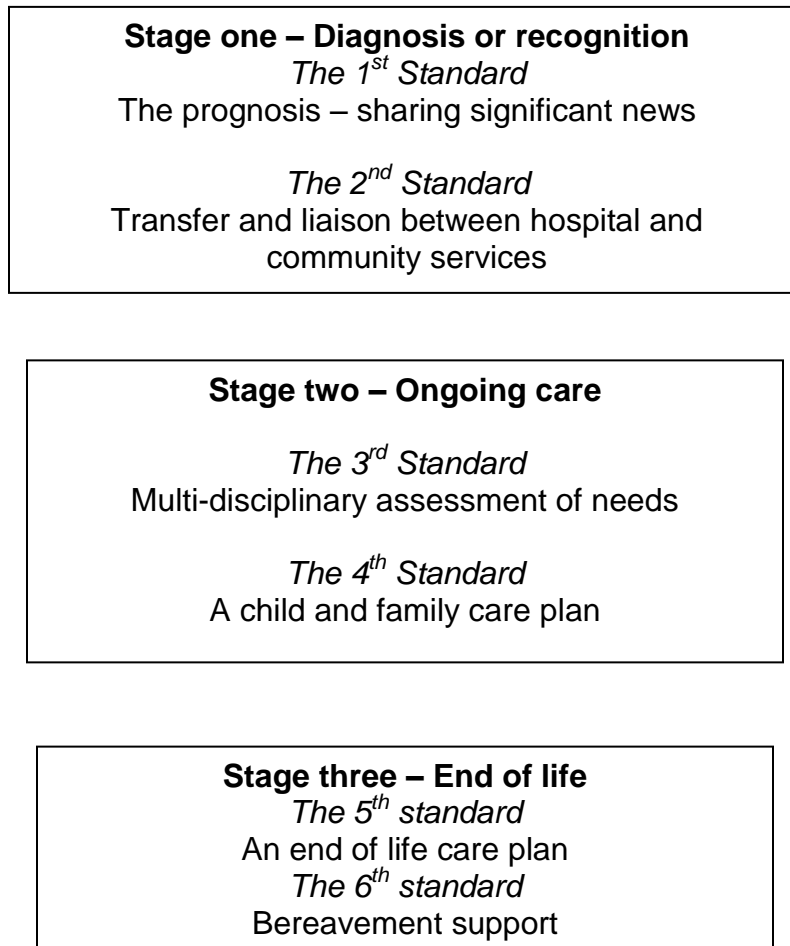 Stage one – Diagnosis or recognition
The 1st Standard
The prognosis – sharing significant news
The 2nd Standard
Transfer and liaison between hospital and
community services
Stage two – Ongoing care
The 3rd Standard
Multi-disciplinary assessment of needs
The 4th Standard
A child and family care plan
Stage three – End of life
The 5th standard
An end of life care plan
The 6th standard
Bereavement support